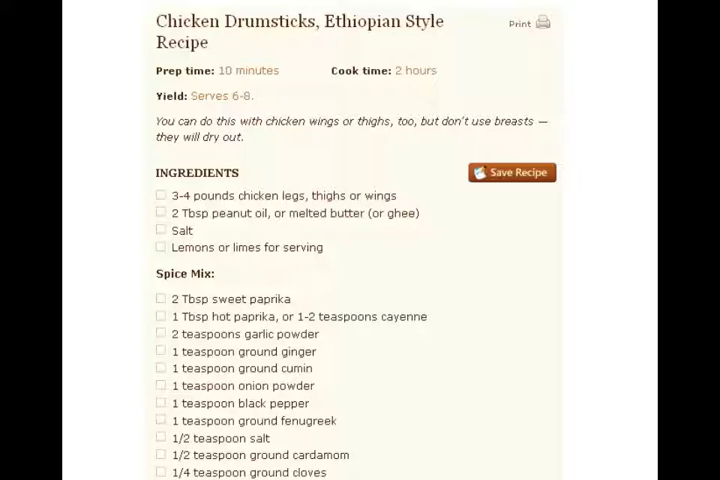 Chicken Drumsticks, Ethiopian Style
Recipe
Print
Prep time: 10 minutes Cook time: 2 hours
Yield: Serves 6-8.
You can do this with chicken wings or thighs, too, but don't use breasts —
they will dry out.
INGREDIENTS
Save Recipe
3-4 pounds chicken legs, thighs or wings
2 Tbsp peanut oil, or melted butter (or ghee)
Salt
Lemons or limes for serving
Spice Mix:
2 Tbsp sweet paprika
1 Tbsp hot paprika, or 1-2 teaspoons cayenne
2 teaspoons garlic powder
1 teaspoon ground ginger
1 teaspoon ground cumin
1 teaspoon onion powder
1 teaspoon black pepper
1 teaspoon ground fenugreek
1/2 teaspoon salt
1/2 teaspoon ground cardamom
1/4 teaspoon ground cloves